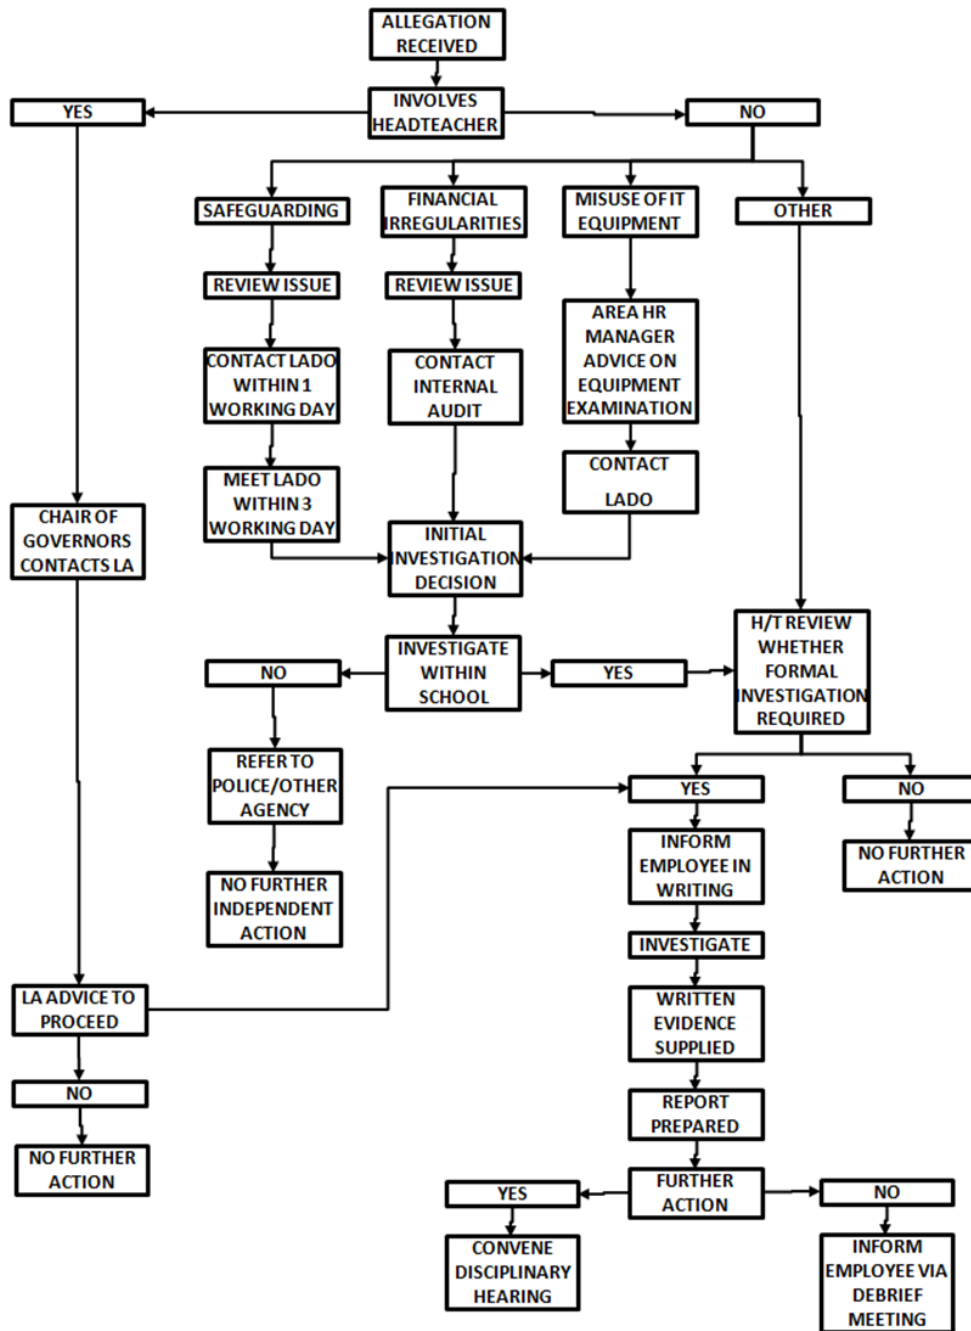 ALLEGATION
RECEIVED
YES
INVOLVES
HEADTEACHER
NO
SAFEGUARDING
FINANCIAL
IRREGULARITIES
MISUSE OF IT
EQUIPMENT
OTHER
REVIEW ISSUE
REVIEW ISSUE
AREA HR
MANAGER
ADVICE ON
EQUIPMENT
EXAMINATION
CONTACT LADO
WITHIN 1
WORKING DAY
CONTACT
INTERNAL
AUDIT
MEET LADO
WITHIN 3
WORKING DAY
CONTACT
LADO
CHAIR OF
GOVERNORS
CONTACTS LA
INITIAL
INVESTIGATION
DECISION
H/T REVIEW
WHETHER
FORMAL
INVESTIGATION
REQUIRED
NO
INVESTIGATE
WITHIN
SCHOOL
YES
REFER TO
POLICE/OTHER
AGENCY
YES
NO
INFORM
EMPLOYEE IN
WRITING
NO FURTHER
ACTION
NO FURTHER
INDEPENDENT
ACTION
INVESTIGATE
LA ADVICE TO
PROCEED
WRITTEN
EVIDENCE
SUPPLIED
NO
REPORT
PREPARED
NO FURTHER
ACTION
YES
FURTHER
ACTION
NO
CONVENE
DISCIPLINARY
HEARING
INFORM
EMPLOYEE VIA
DEBRIEF
MEETING